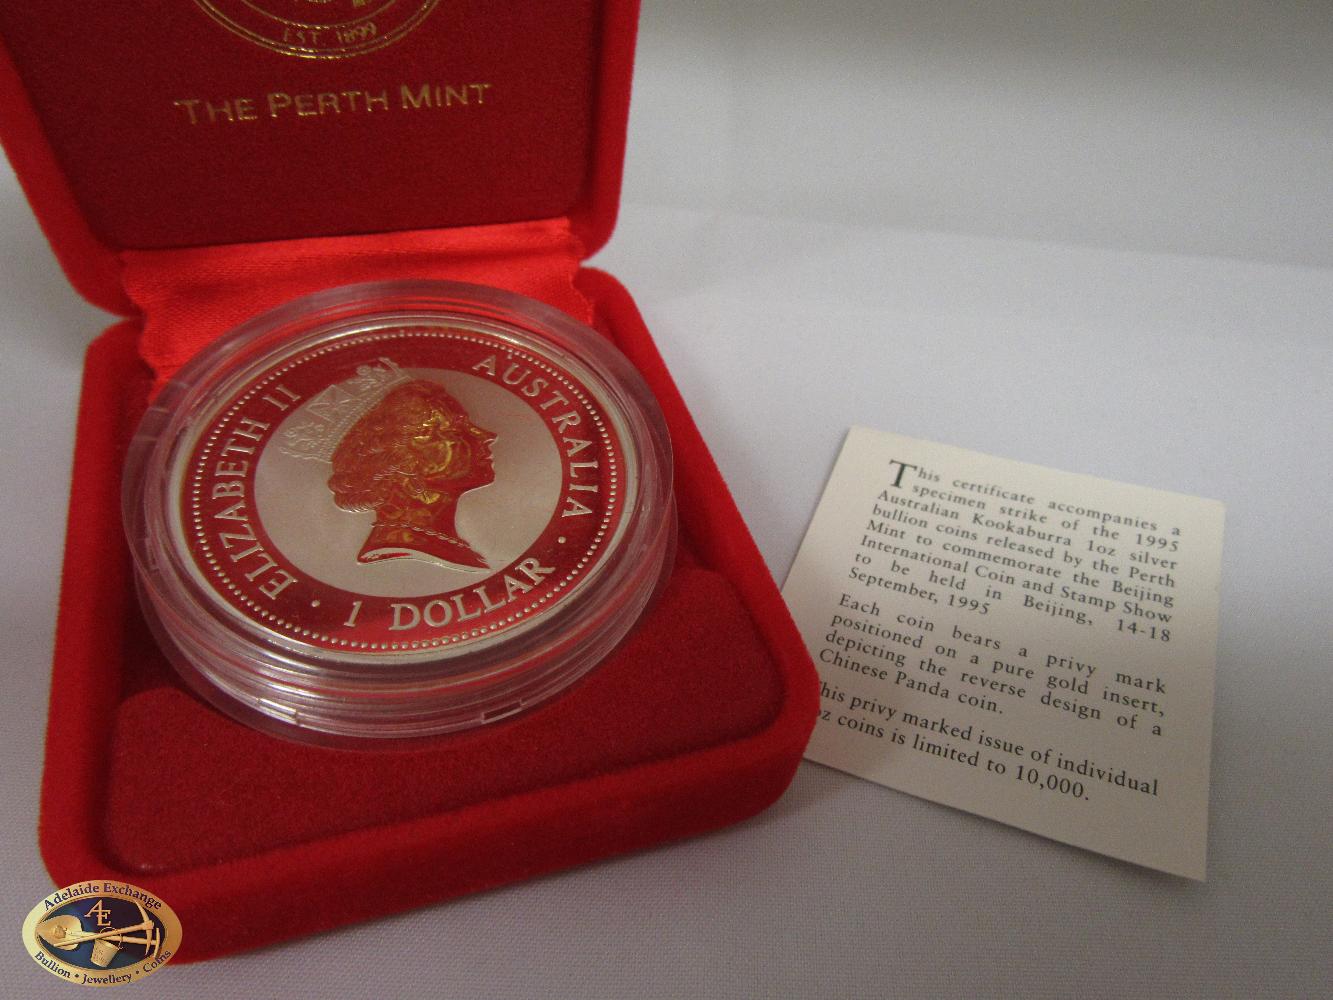 EST. 1899
THE PERTH MINT
ELIZABETH II
AUSTRALIA
1 DOLLAR
This certificate accompanies a
specimen strike of the 1995
Australian Kookaburra 1oz silver
bullion coins released by the Perth
Mint to commemorate the Beijing
International Coin and Stamp Show
to be held in Beijing, 14-18
September, 1995
Each coin bears a privy mark
positioned on a pure gold insert,
depicting the reverse design of a
Chinese Panda coin.
his privy marked issue of individual
oz coins is limited to 10,000.
Adelaide Exchange
AE
Bullion • Jewellery • Coins